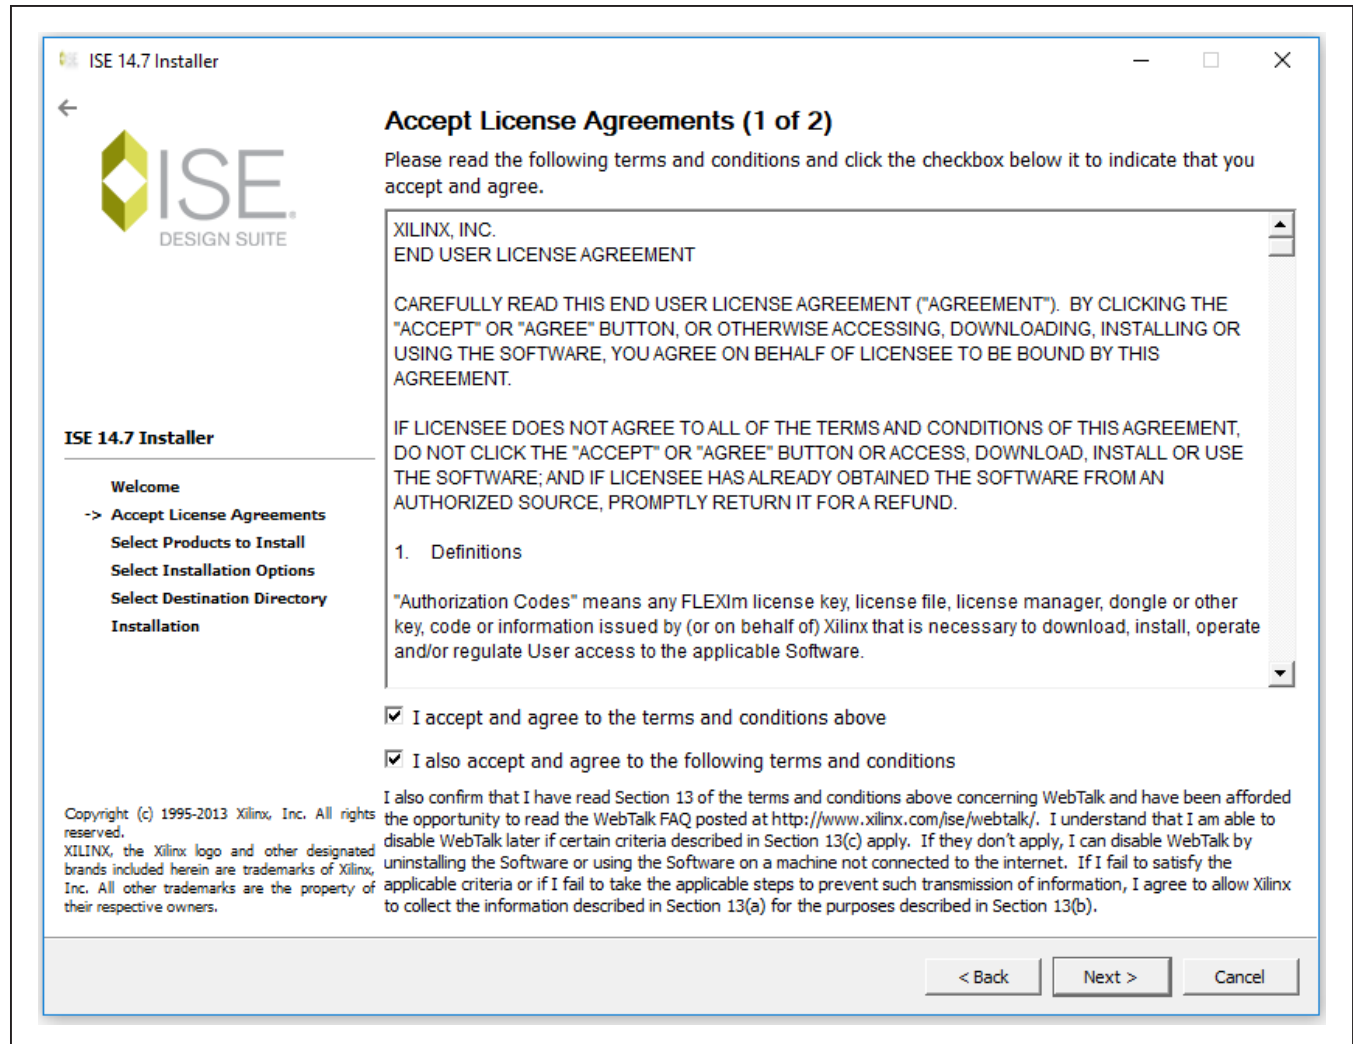 ISE 14.7 Installer
ISE
DESIGN SUITE
ISE 14.7 Installer
Welcome
-> Accept License Agreements
Select Products to Install
Select Installation Options
Select Destination Directory
Installation
Copyright (c) 1995-2013 Xilinx, Inc. All rights
reserved.
XILINX, the Xilinx logo and other designated
brands included herein are trademarks of Xilinx,
Inc. All other trademarks are the property of
their respective owners.
Accept License Agreements (1 of 2)
Please read the following terms and conditions and click the checkbox below it to indicate that you
accept and agree.
XILINX, INC.
END USER LICENSE AGREEMENT
CAREFULLY READ THIS END USER LICENSE AGREEMENT ("AGREEMENT").  BY CLICKING THE
"ACCEPT" OR "AGREE" BUTTON, OR OTHERWISE ACCESSING, DOWNLOADING, INSTALLING OR
USING THE SOFTWARE, YOU AGREE ON BEHALF OF LICENSEE TO BE BOUND BY THIS
AGREEMENT.
IF LICENSEE DOES NOT AGREE TO ALL OF THE TERMS AND CONDITIONS OF THIS AGREEMENT,
DO NOT CLICK THE "ACCEPT" OR "AGREE" BUTTON OR ACCESS, DOWNLOAD, INSTALL OR USE
THE SOFTWARE; AND IF LICENSEE HAS ALREADY OBTAINED THE SOFTWARE FROM AN
AUTHORIZED SOURCE, PROMPTLY RETURN IT FOR A REFUND.
1. Definitions
"Authorization Codes" means any FLEXlm license key, license file, license manager, dongle or other
key, code or information issued by (or on behalf of) Xilinx that is necessary to download, install, operate
and/or regulate User access to the applicable Software.
I accept and agree to the terms and conditions above
I also accept and agree to the following terms and conditions
I also confirm that I have read Section 13 of the terms and conditions above concerning WebTalk and have been afforded
the opportunity to read the WebTalk FAQ posted at http://www.xilinx.com/ise/webtalk/.  I understand that I am able to
disable WebTalk later if certain criteria described in Section 13(c) apply.  If they don't apply, I can disable WebTalk by
uninstalling the Software or using the Software on a machine not connected to the internet.  If I fail to satisfy the
applicable criteria or if I fail to take the applicable steps to prevent such transmission of information, I agree to allow Xilinx
to collect the information described in Section 13(a) for the purposes described in Section 13(b).
< Back
Next >
Cancel